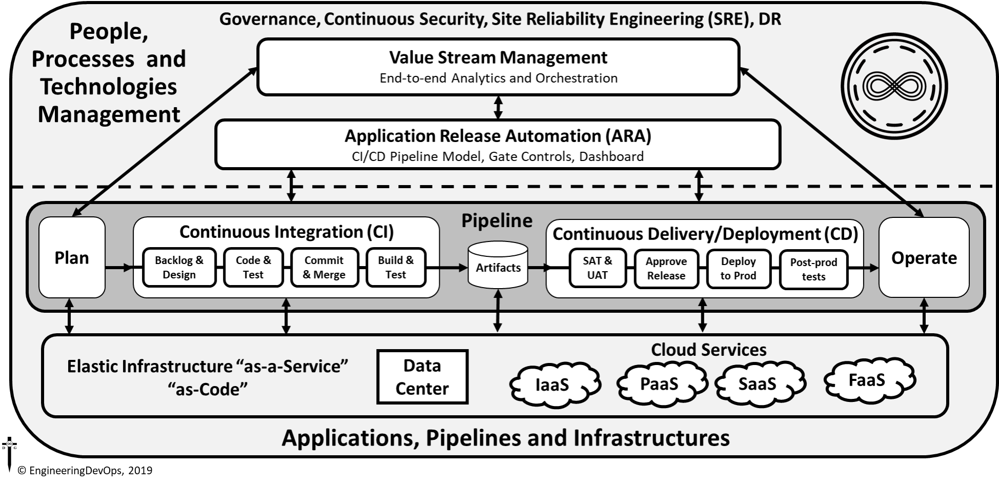 Governance, Continuous Security, Site Reliability Engineering (SRE), DR
People,
Processes and
Technologies
Management
Value Stream Management
End-to-end Analytics and Orchestration
Application Release Automation (ARA)
CI/CD Pipeline Model, Gate Controls, Dashboard
Pipeline
Plan
Continuous Integration (CI)
Backlog &
Design
Code &
Test
Commit
& Merge
Build &
Test
Artifacts
Continuous Delivery/Deployment (CD)
SAT &
UAT
Approve
Release
Deploy
to Prod
Post-prod
tests
Operate
Elastic Infrastructure “as-a-Service”
“as-Code”
Data
Center
Cloud Services
IaaS
PaaS
SaaS
FaaS
Applications, Pipelines and Infrastructures
D G
© EngineeringDevOps, 2019